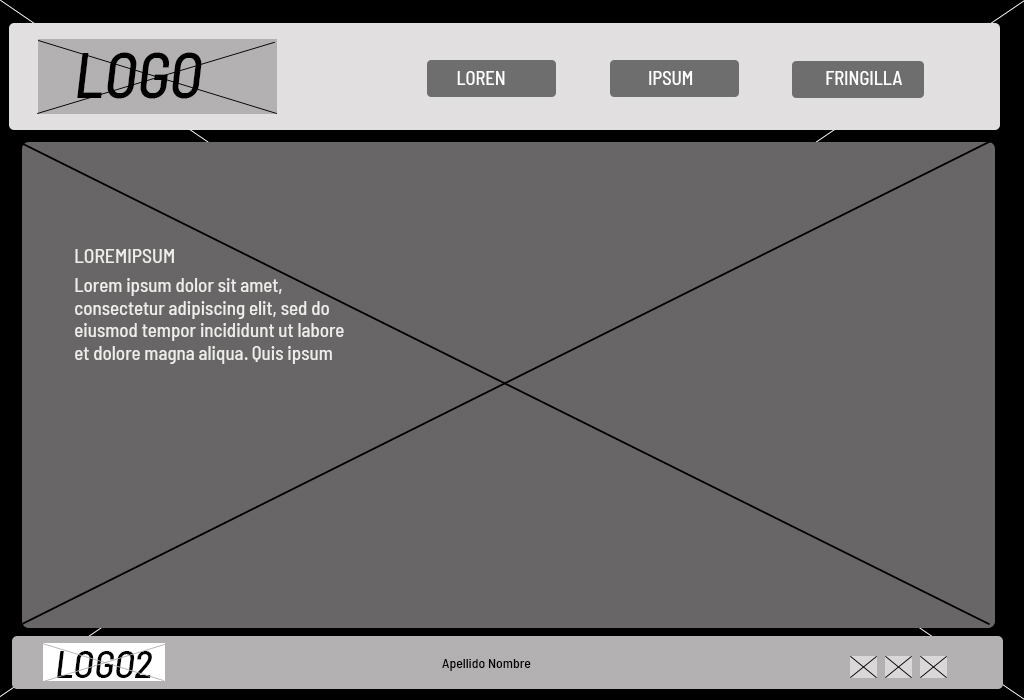 LOGO
LOREN
IPSUM
FRINGILLA
LOREMIPSUM
Lorem ipsum dolor sit amet,
consectetur adipiscing elit, sed do
eiusmod tempor incididunt ut labore
et dolore magna aliqua. Quis ipsum
LOGO2
Apellido Nombre